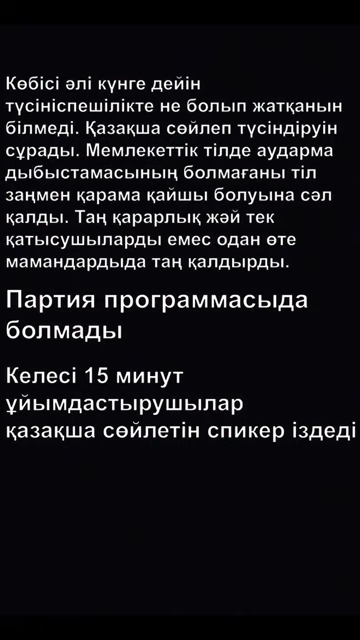 Көбісі әлі күнге дейін
түсініспешілікте не болып жатқанын
білмеді. Қазақша сөйлеп түсіндіруін
сұрады. Мемлекеттік тілде аударма
дыбыстамасының болмағаны тіл
заңмен қарама қайшы болуына сәл
қалды. Таң қарарлық жәй тек
қатысушыларды емес одан өте
мамандардыда таң қалдырды.
Партия программасыда
болмады
Келесі 15 минут
ұйымдастырушылар
қазақша сөйлетін спикер іздеді